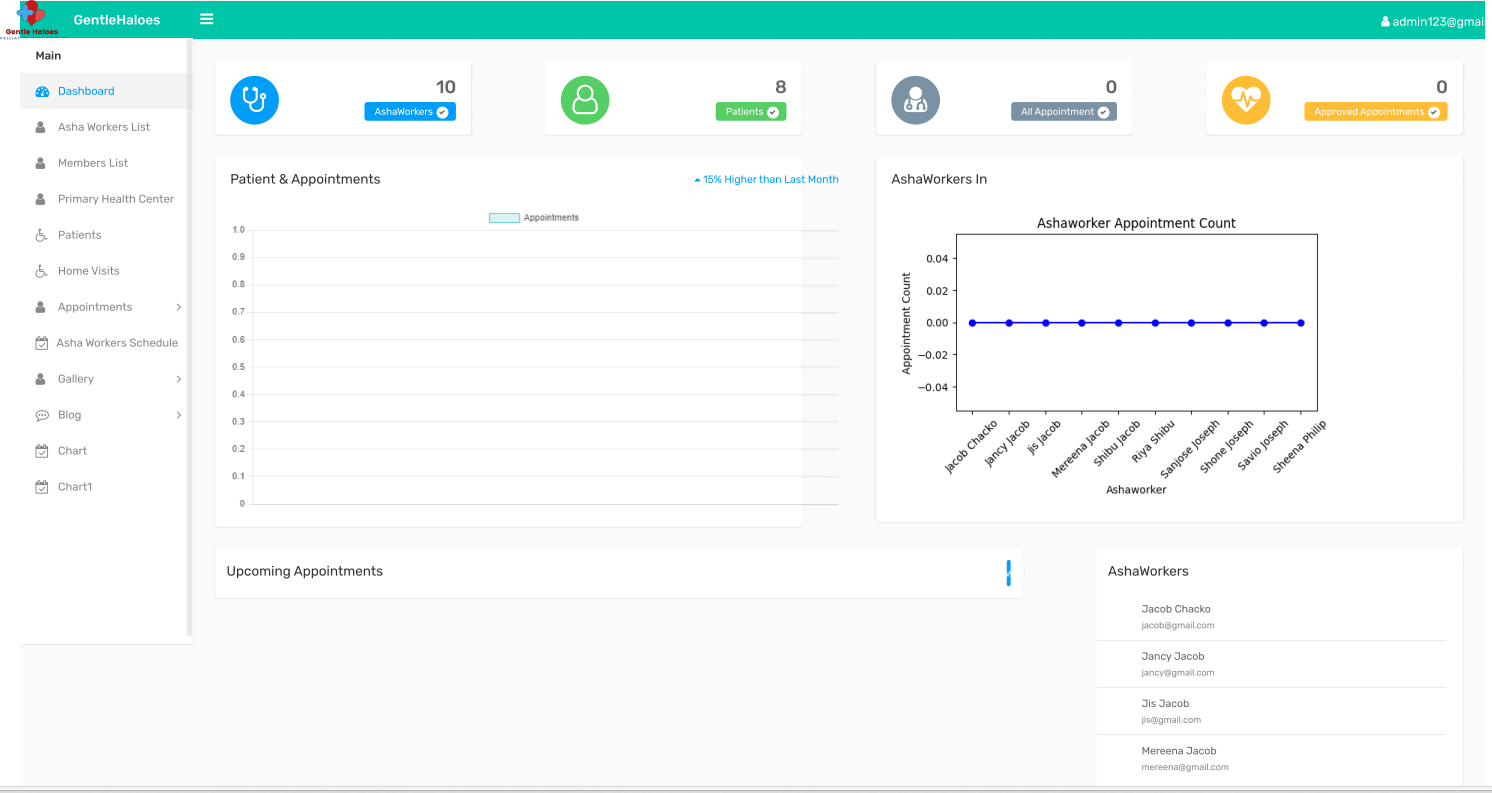 GentleHaloes
admin123@gmai
Gentle Haloes
Main
Dashboard
Asha Workers List
Members List
Primary Health Center
Patients
Home Visits
Appointments
Asha Workers Schedule
Gallery
Blog
Chart
Chart1
10
AshaWorkers
8
Patients
0
All Appointment
0
Approved Appointments
Patient & Appointments
15% Higher than Last Month
Appointments
1.0
0.9
0.8
0.7
0.6
0.5
0.4
0.3
0.2
0.1
0
AshaWorkers In
Ashaworker Appointment Count
Appointment Count
0.04
0.02
0.00
−0.02
−0.04
Jacob Chacko
Jancy Jacob
Jis Jacob
Mereena Jacob
Shibu Jacob
Riya Shibu
Sanjose Joseph
Shone Joseph
Savio Joseph
Sheena Philip
Ashaworker
Upcoming Appointments
AshaWorkers
Jacob Chacko
jacob@gmail.com
Jancy Jacob
jancy@gmail.com
Jis Jacob
jis@gmail.com
Mereena Jacob
mereena@gmail.com